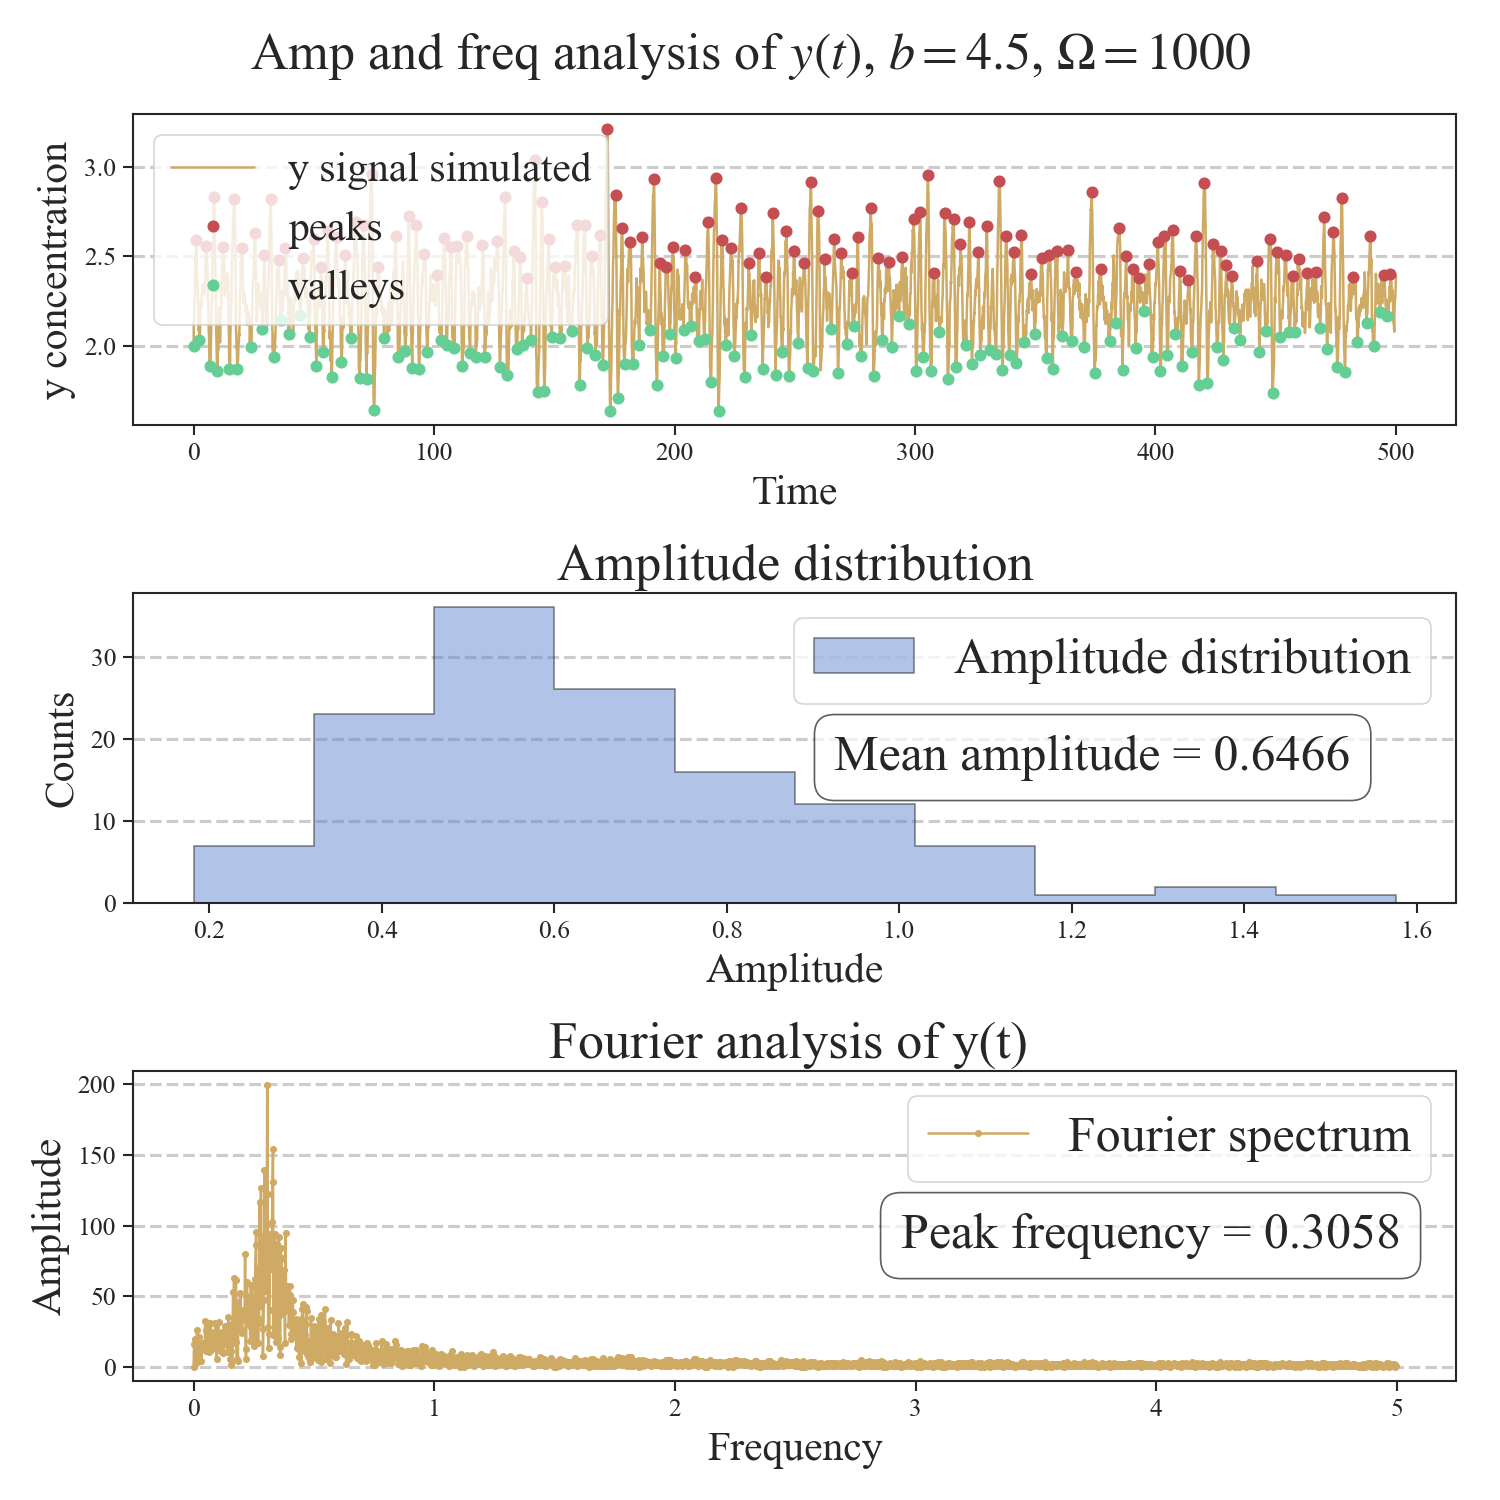 Amp and freq analysis of y(t), b = 4.5, Ω = 1000
y concentration
3.0
2.5
2.0
y signal simulated
peaks
valleys
0 100 200 300 400 500
Time
Amplitude distribution
Counts
30
20
10
0
Amplitude distribution
Mean amplitude = 0.6466
0.2 0.4 0.6 0.8 1.0 1.2 1.4 1.6
Amplitude
Fourier analysis of y(t)
Amplitude
200
150
100
50
0
Fourier spectrum
Peak frequency = 0.3058
0 1 2 3 4 5
Frequency